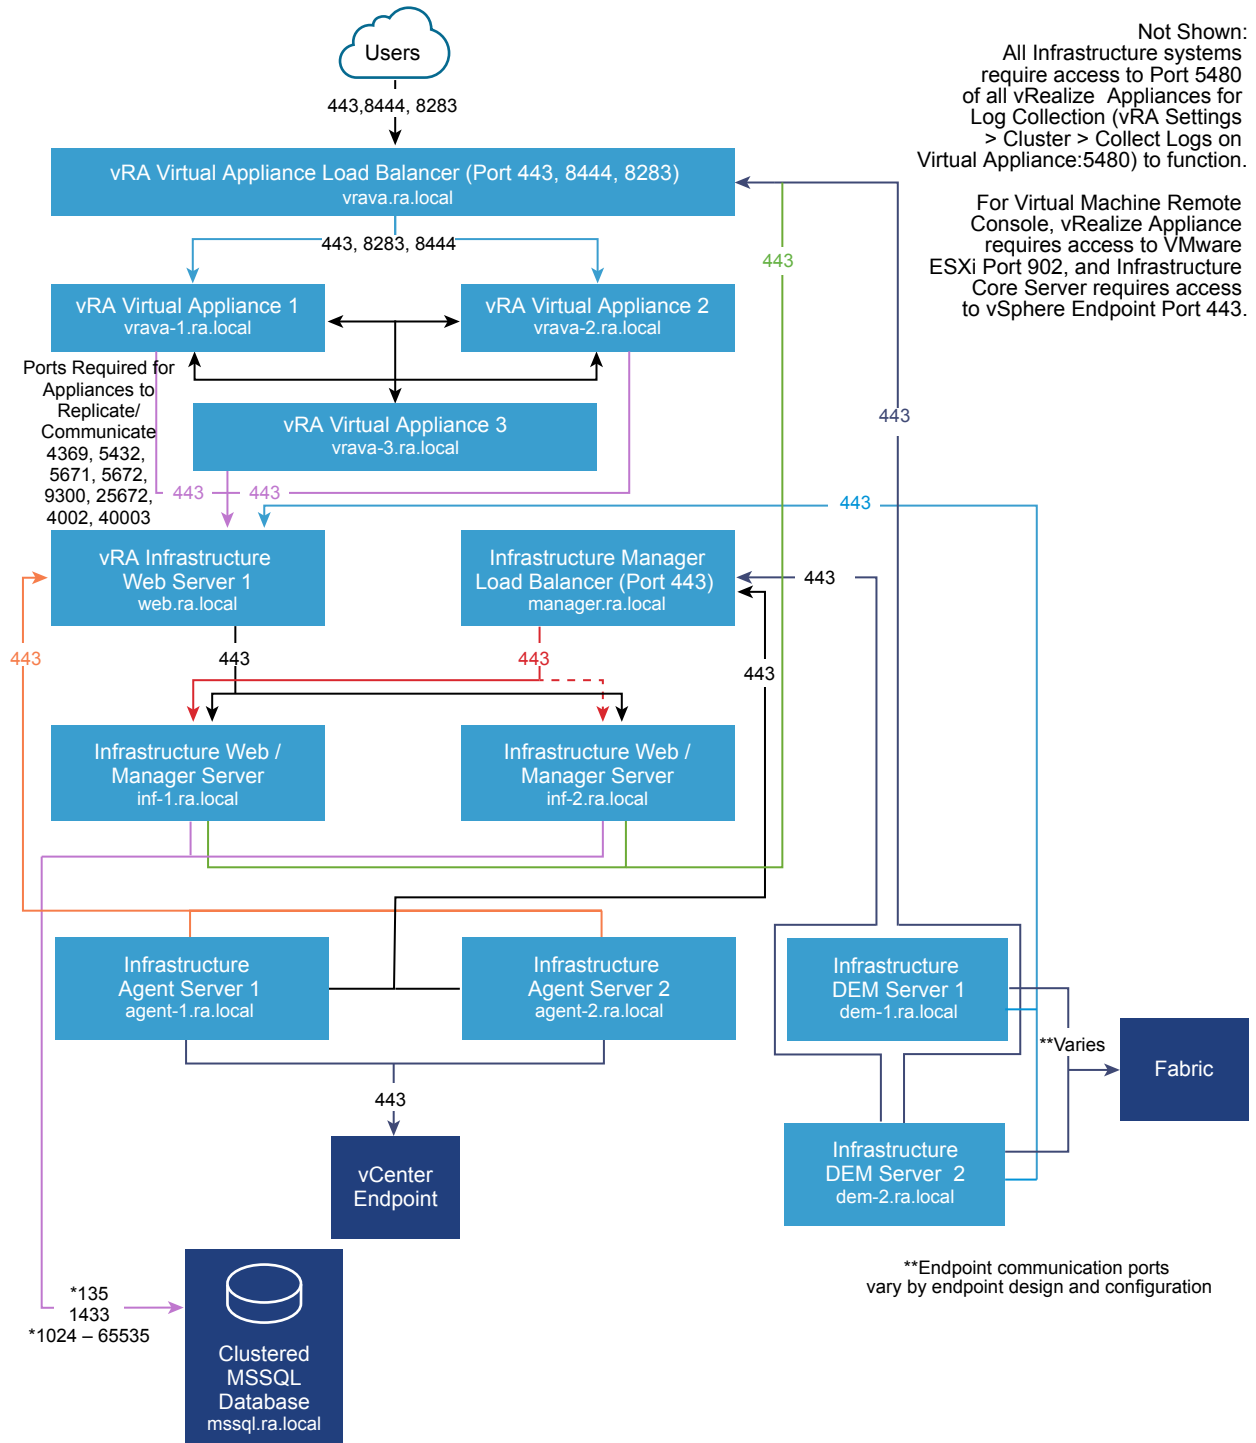 Users
443,8444, 8283
Not Shown:
All Infrastructure systems
require access to Port 5480
of all vRealize  Appliances for
Log Collection (vRA Settings
> Cluster > Collect Logs on
Virtual Appliance:5480) to function.
For Virtual Machine Remote
Console, vRealize Appliance
requires access to VMware
ESXi Port 902, and Infrastructure
Core Server requires access
to vSphere Endpoint Port 443.
vRA Virtual Appliance Load Balancer (Port 443, 8444, 8283)
vrava.ra.local
443, 8283, 8444
443
vRA Virtual Appliance 1
vrava-1.ra.local
vRA Virtual Appliance 2
vrava-2.ra.local
Ports Required for
Appliances to
Replicate/
Communicate
4369, 5432,
5671, 5672,
9300, 25672,
4002, 40003
vRA Virtual Appliance 3
vrava-3.ra.local
443
443
443
443
vRA Infrastructure
Web Server 1
web.ra.local
Infrastructure Manager
Load Balancer (Port 443)
manager.ra.local
443
443
443
443
443
Infrastructure Web /
Manager Server
inf-1.ra.local
Infrastructure Web /
Manager Server
inf-2.ra.local
Infrastructure
Agent Server 1
agent-1.ra.local
Infrastructure
Agent Server 2
agent-2.ra.local
Infrastructure
DEM Server 1
dem-1.ra.local
**Varies
Fabric
443
vCenter
Endpoint
Infrastructure
DEM Server  2
dem-2.ra.local
**Endpoint communication ports
vary by endpoint design and configuration
*135
1433
*1024 – 65535
Clustered
MSSQL
Database
mssql.ra.local